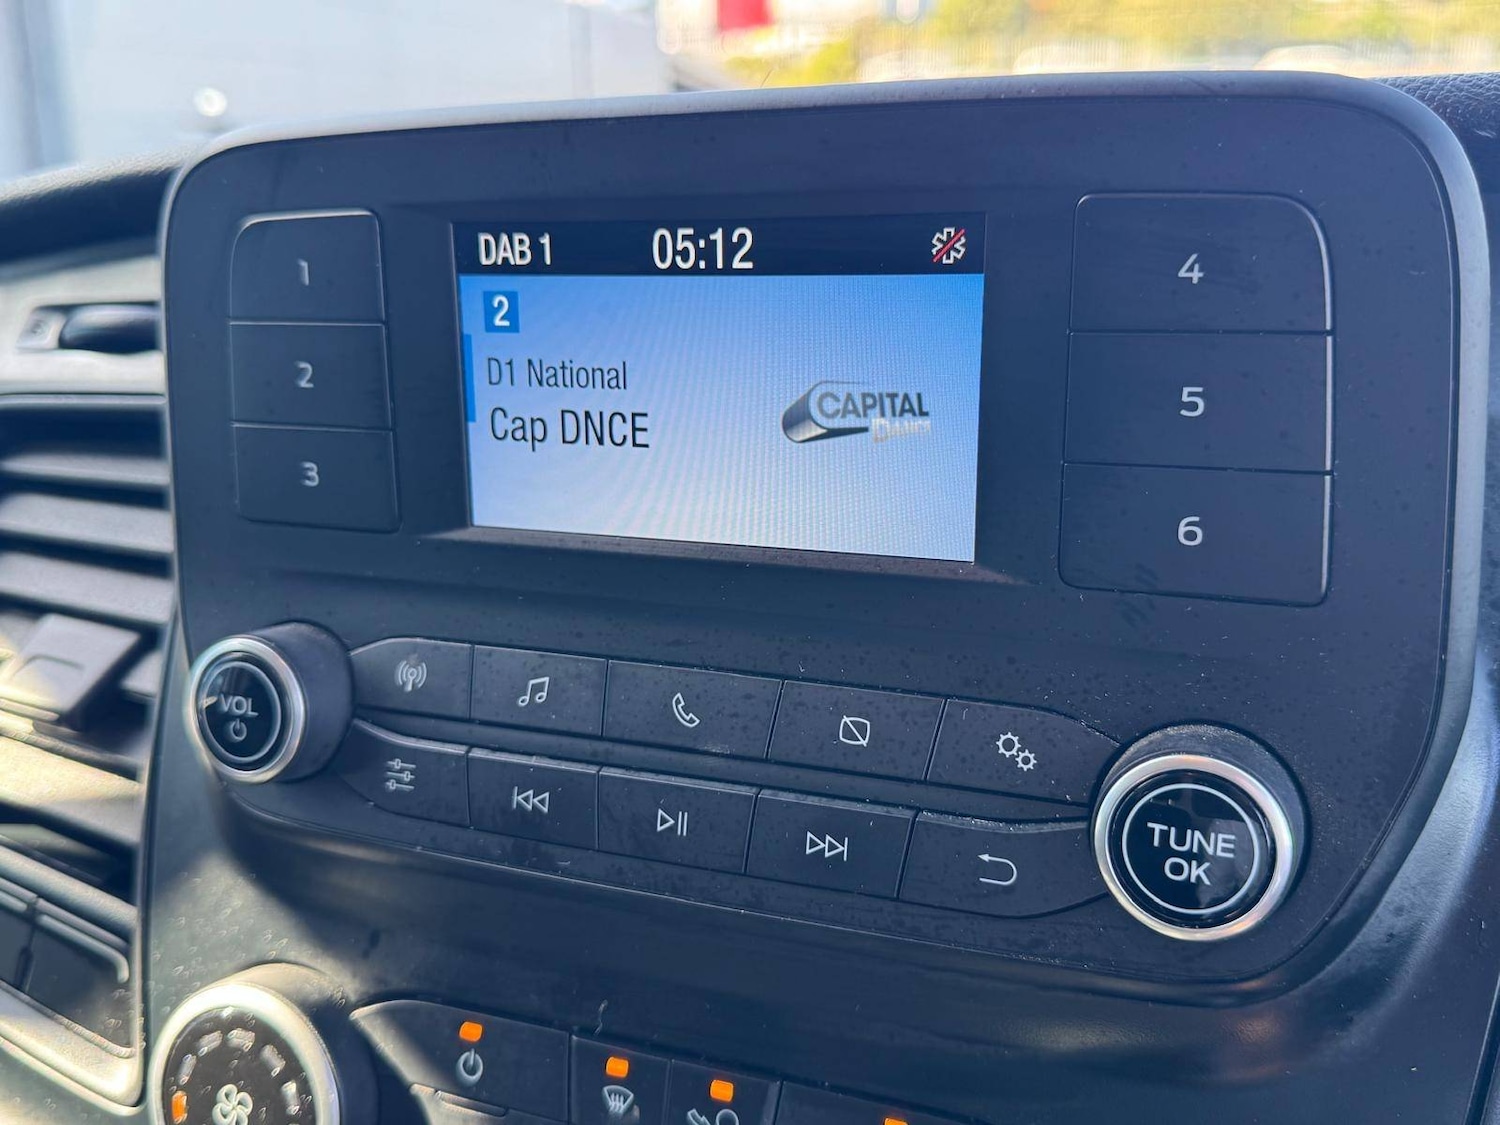 DAB 1 05:12
2
D1 National
Cap DNCE
CAPITAL
DANCE
1
2
3
4
5
6
VOL
TUNE
OK